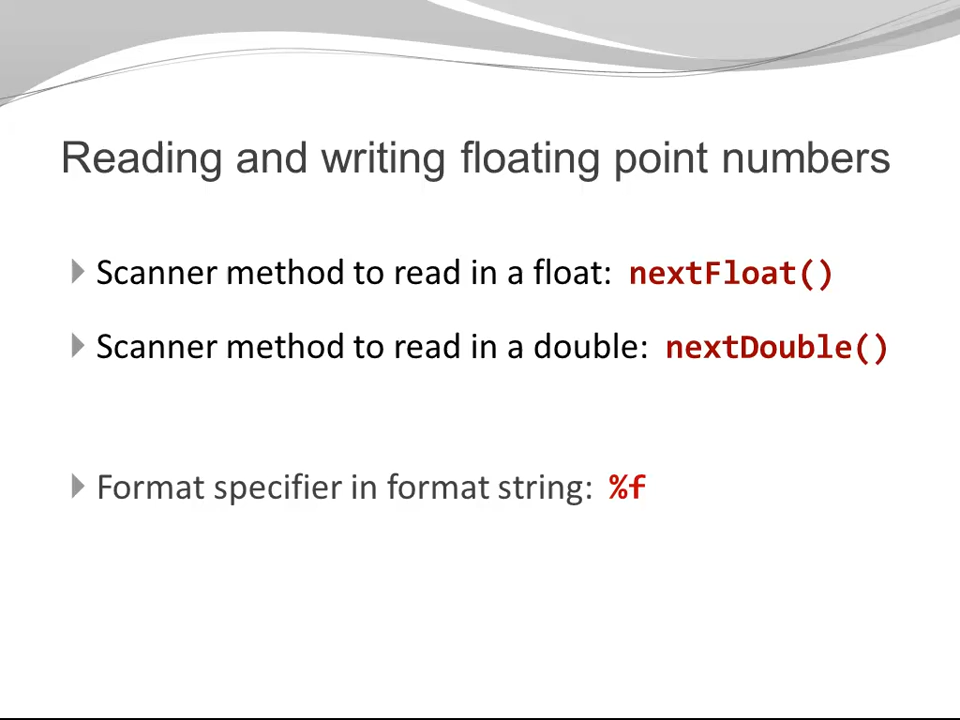 Reading and writing floating point numbers
Scanner method to read in a float: nextFloat()
Scanner method to read in a double: nextDouble()
Format specifier in format string: %f